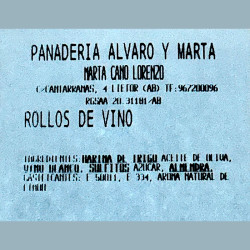 PANADERIA ALVARO Y MARTA
MARTA CANO LORENZO
C/CANTARRANAS, 4 LIETOR (AB) TF:967200096
RGSAA 20.31181/AB
ROLLOS DE VINO
INGREDIENTES: HARINA DE TRIGO ACEITE DE OLIVA,
VINO BLANCO, SULFITOS AZUCAR, ALMENDRA.
GASIFICANTES: E 500II, E 334, AROMA NATURAL DE
LIMON